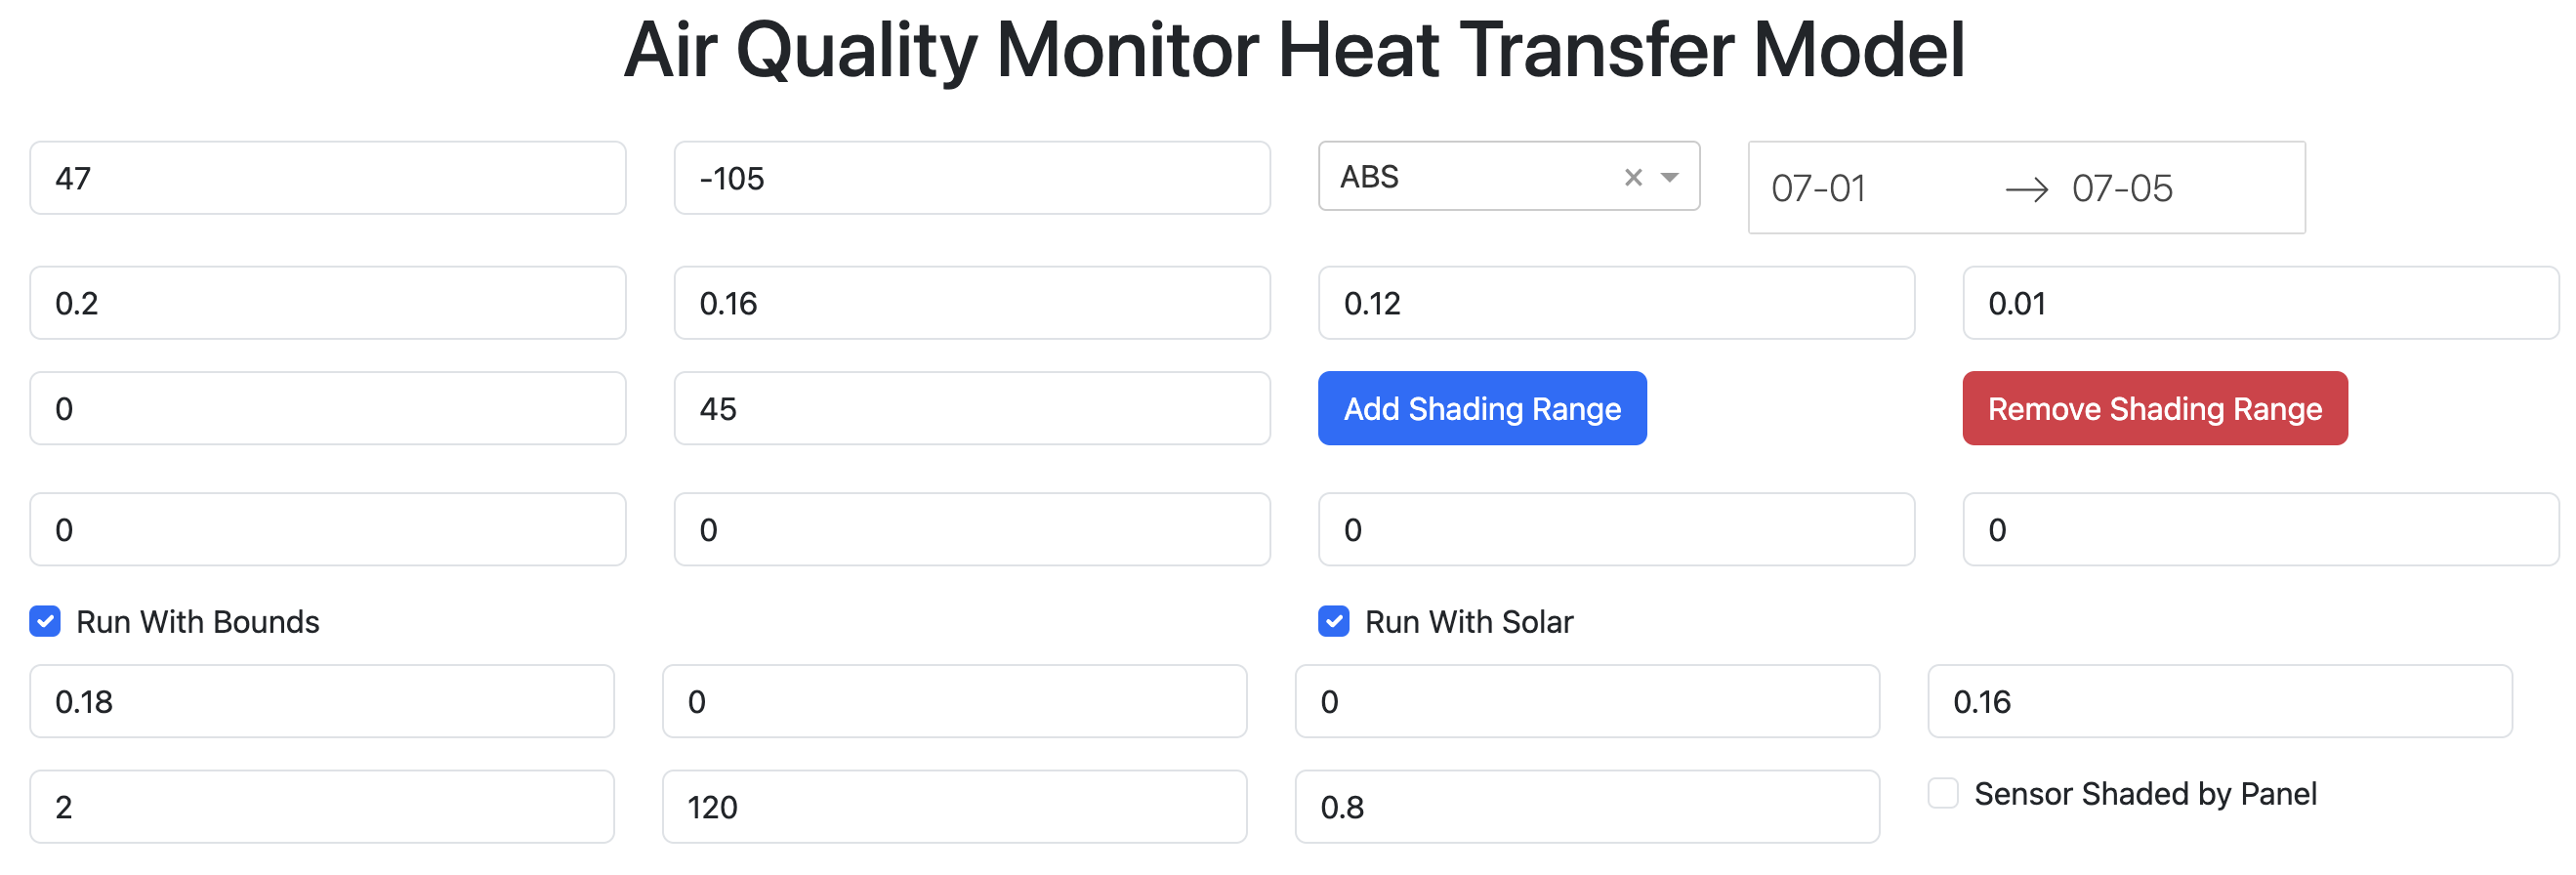 Air Quality Monitor Heat Transfer Model
47 -105 ABS × 07-01 → 07-05
0.2 0.16 0.12 0.01
0 45 Add Shading Range Remove Shading Range
0 0 0 0
Run With Bounds Run With Solar
0.18 0 0 0.16
2 120 0.8 Sensor Shaded by Panel